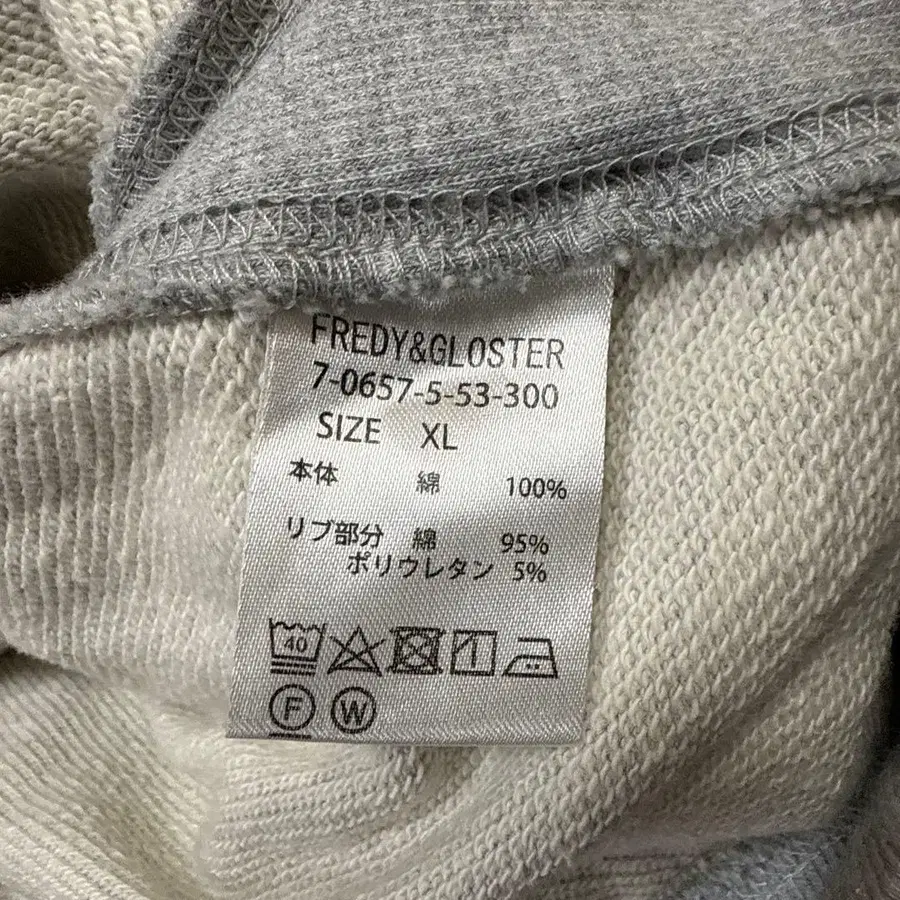 FREDY&GLOSTER
7-0657-5-53-300
SIZE XL
本体 綿 100%
リブ部分 綿 95%
ポリウレタン 5%
40
F W